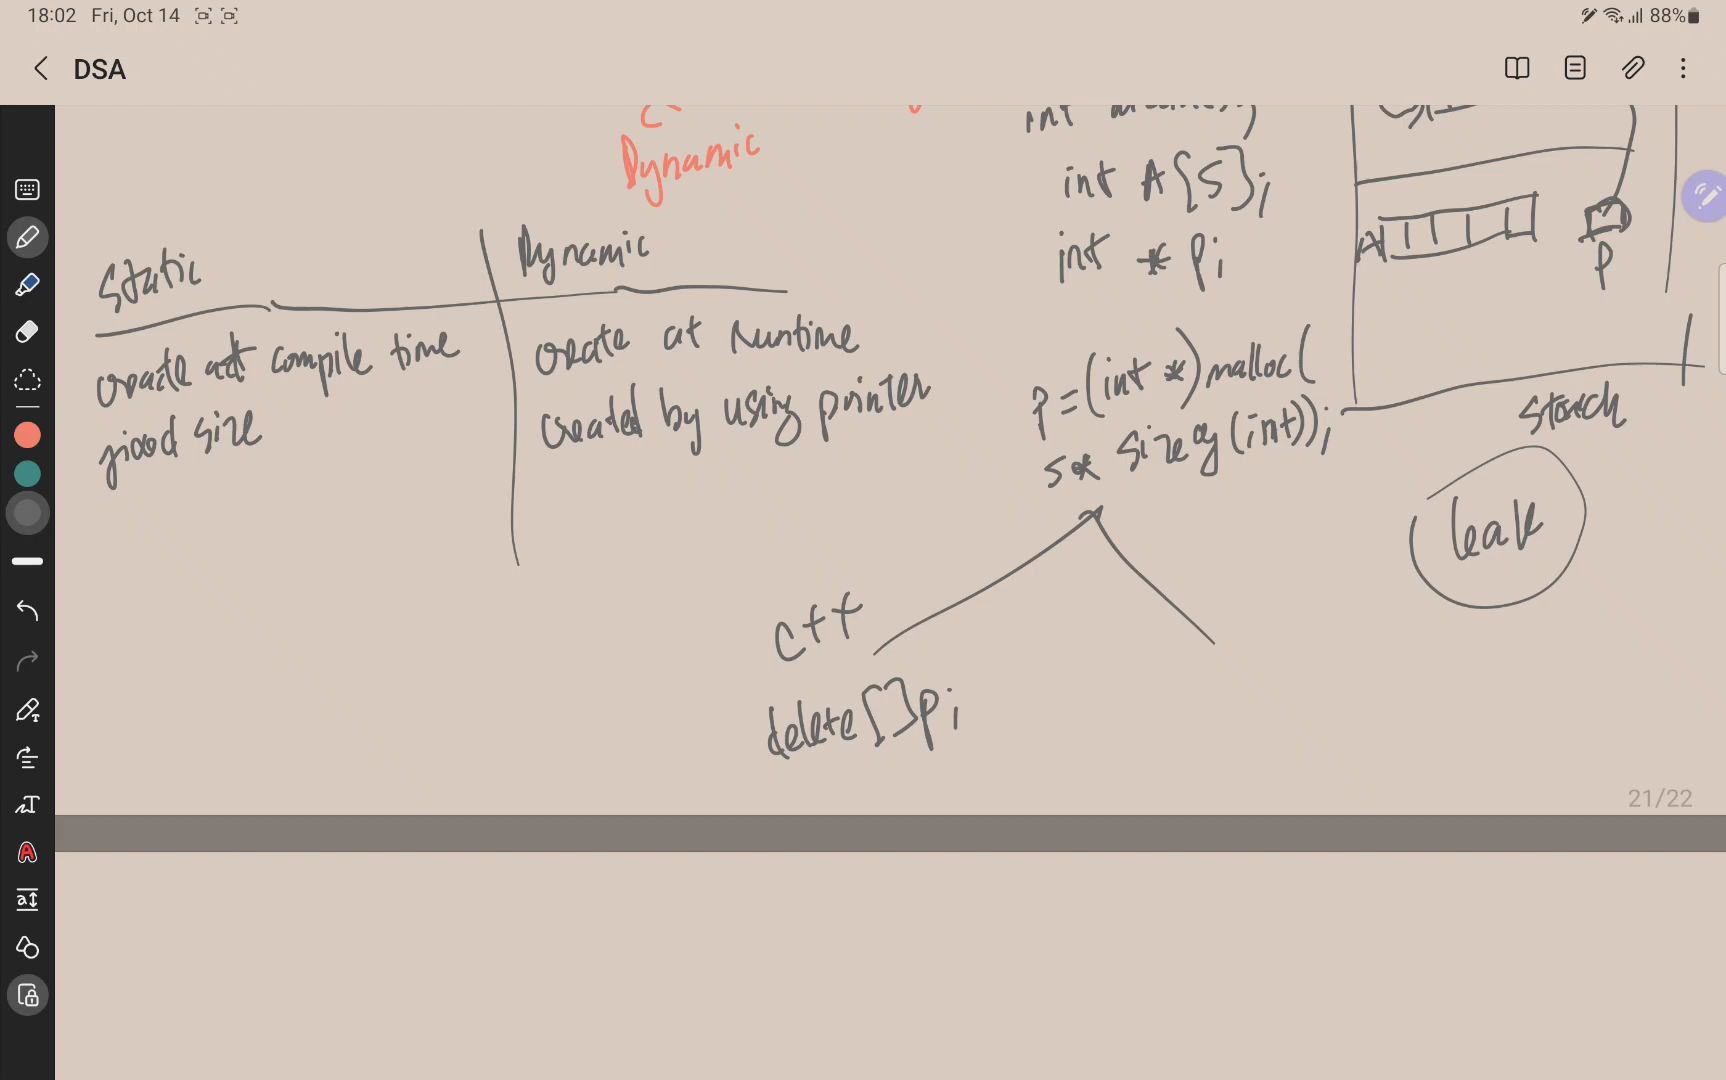 18:02 Fri, Oct 14 88%
DSA
Dynamic
int
int A[5];
int * p;
A
p
Static
Dynamic
create at compile time
fixed size
create at Runtime
created by using pointer
p = (int *) malloc(
5* sizeof(int));
Stack
leak
C++
delete[]p;
21/22